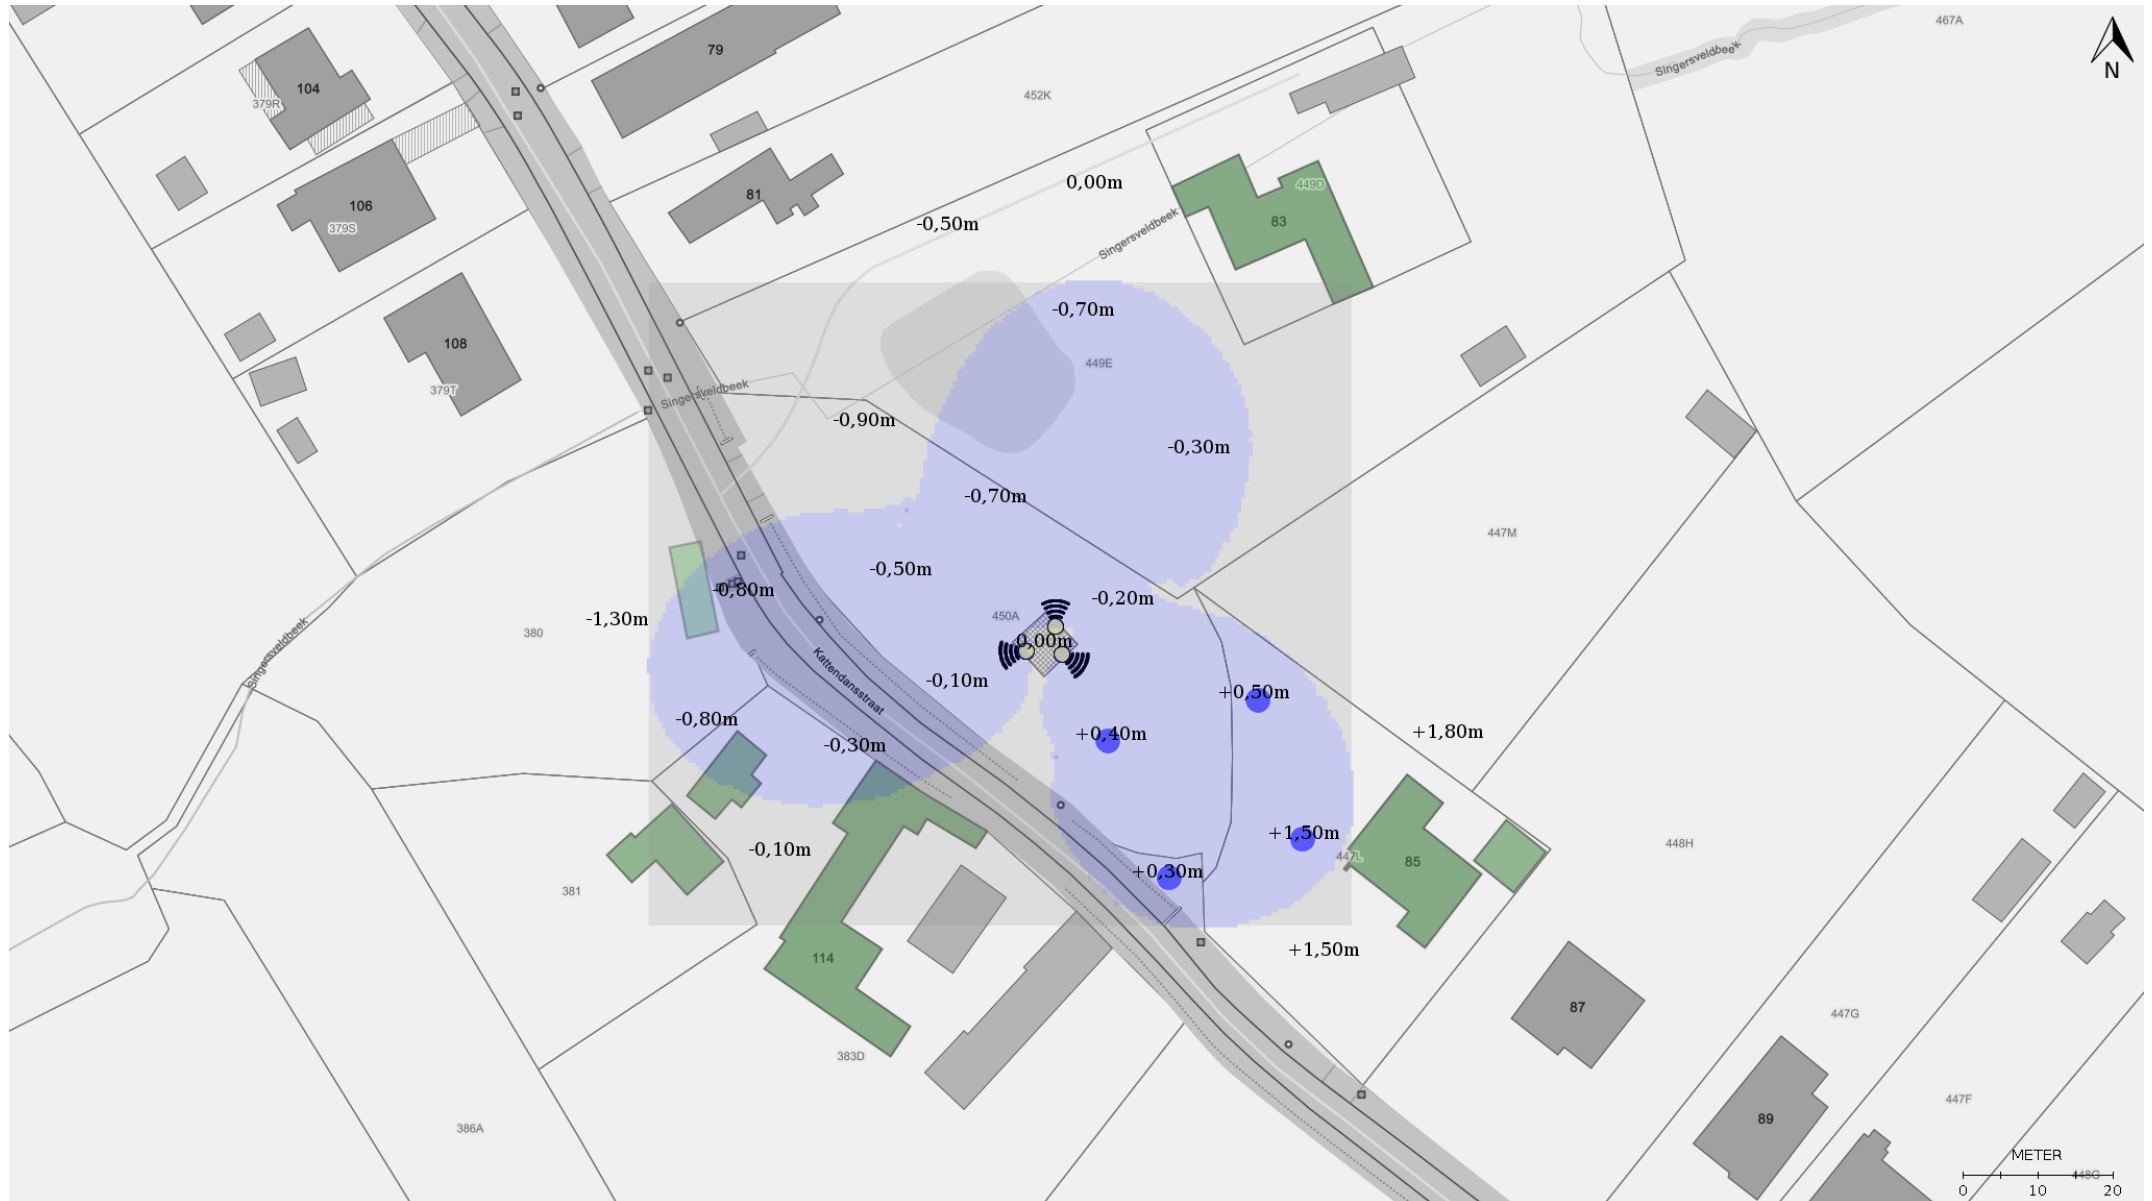 467A
Singersveldbeek
N
79
104
379R
452K
81
106
379S
0,00m
449D
83
-0,50m
Singersveldbeek
-0,70m
108
449E
379T
Singersveldbeek
-0,90m
-0,30m
-0,70m
447M
-0,50m
-0,80m
-0,20m
-1,30m
450A
380
0,00m
Singersveldbeek
Kattendansstraat
-0,10m
+0,50m
-0,80m
+0,40m
+1,80m
-0,30m
+1,50m
-0,10m
447L
85
448H
+0,30m
381
+1,50m
114
87
447G
383D
447F
386A
89
METER
448G
0 10 20